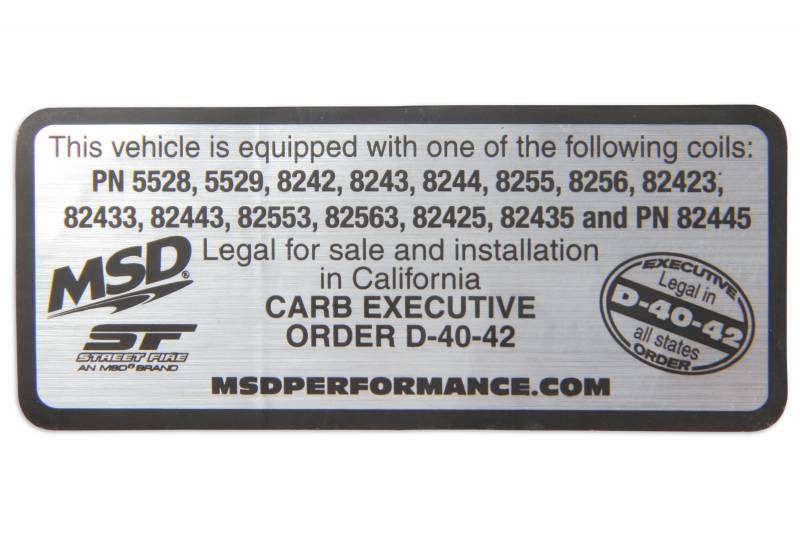 This vehicle is equipped with one of the following coils:
PN 5528, 5529, 8242, 8243, 8244, 8255, 8256, 82423,
82433, 82443, 82553, 82563, 82425, 82435 and PN 82445
MSD®
Legal for sale and installation
in California
CARB EXECUTIVE
ORDER D-40-42
SF
STREET FIRE
AN MSD® BRAND
EXECUTIVE
Legal in
D-40-42
all states
ORDER
MSDPERFORMANCE.COM